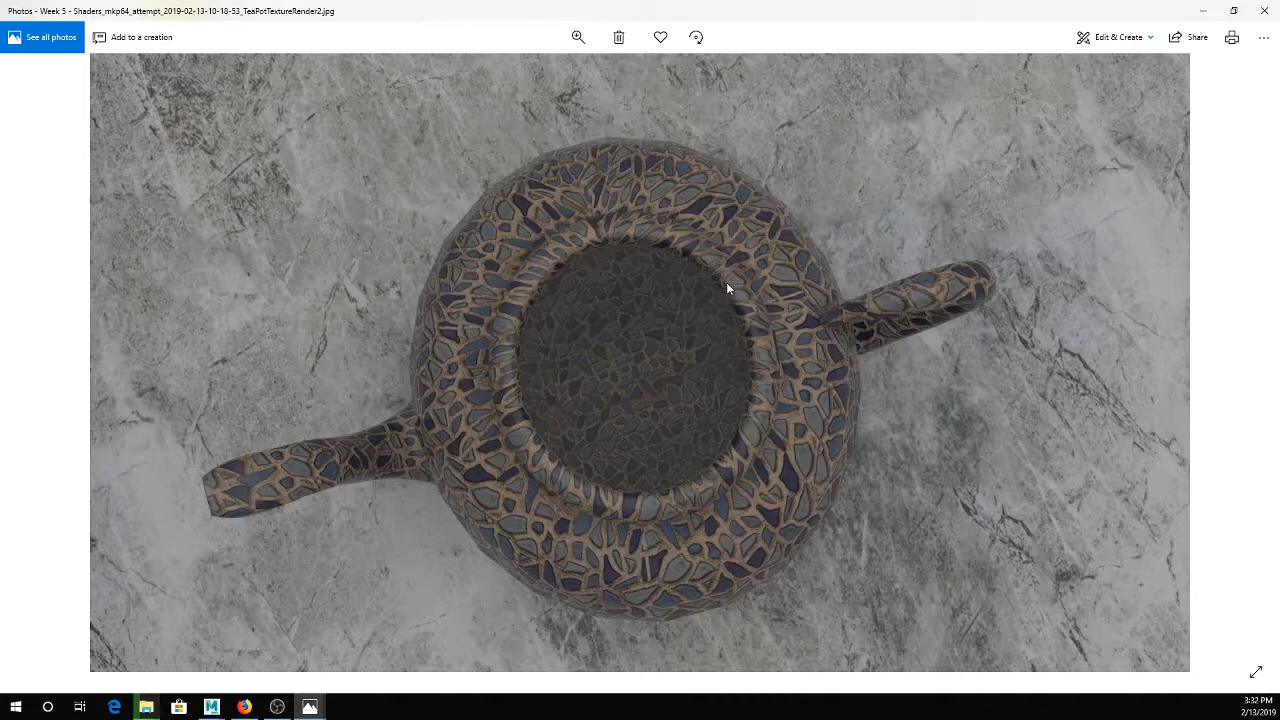 Photos - Week 5 - Shaders_mkp64_attempt_2019-02-13-10-18-53_TeaPotTextureRender2.jpg
See all photos
Add to a creation
Edit & Create
Share
3:32 PM
2/13/2019